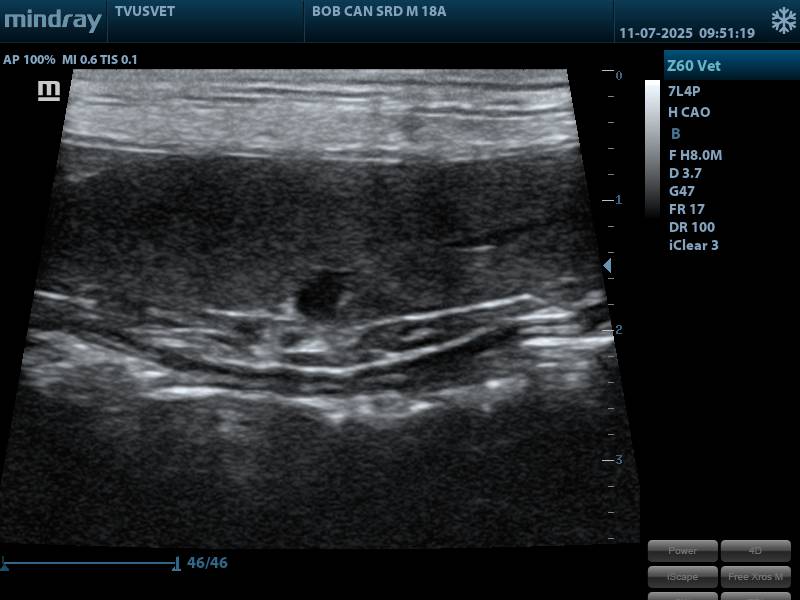 mindray
TVUSVET
BOB CAN SRD M 18A
11-07-2025 09:51:19
AP 100% MI 0.6 TIS 0.1
m
Z60 Vet
7L4P
H CAO
B
F H8.0M
D 3.7
G47
FR 17
DR 100
iClear 3
0
1
2
3
46/46
Power
4D
iScape
Free Xros M